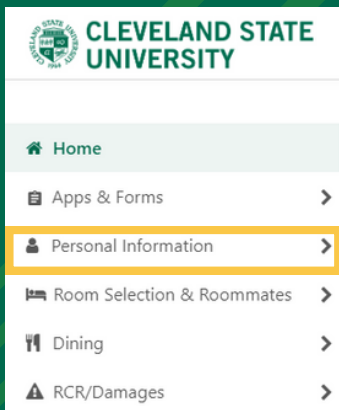 CLEVELAND STATE
UNIVERSITY
Home
Apps & Forms
Personal Information
Room Selection & Roommates
Dining
RCR/Damages